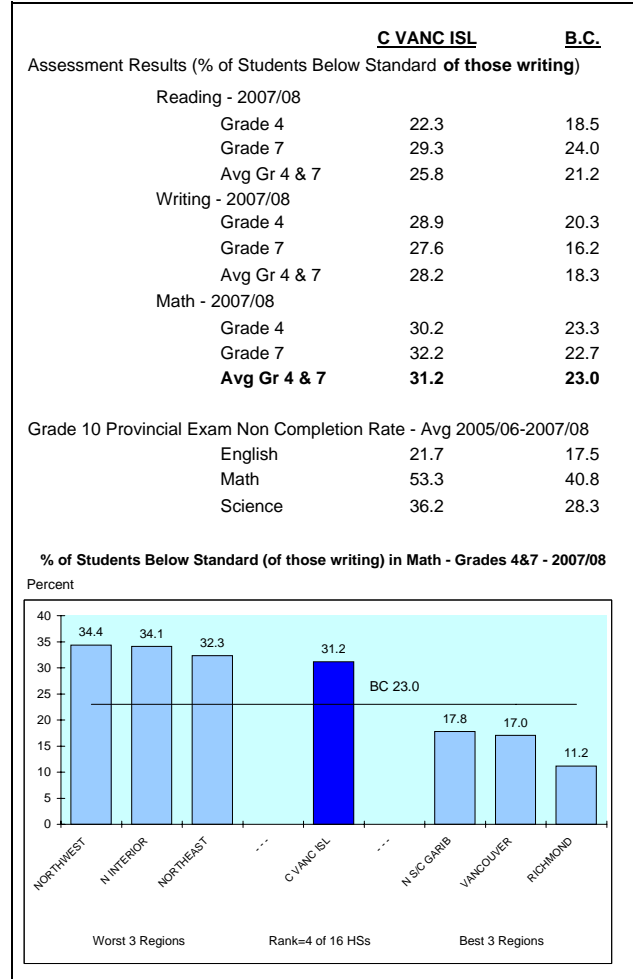 C VANC ISL B.C.
Assessment Results (% of Students Below Standard of those writing)
Reading - 2007/08
Grade 4 22.3 18.5
Grade 7 29.3 24.0
Avg Gr 4 & 7 25.8 21.2
Writing - 2007/08
Grade 4 28.9 20.3
Grade 7 27.6 16.2
Avg Gr 4 & 7 28.2 18.3
Math - 2007/08
Grade 4 30.2 23.3
Grade 7 32.2 22.7
Avg Gr 4 & 7 31.2 23.0
Grade 10 Provincial Exam Non Completion Rate - Avg 2005/06-2007/08
English 21.7 17.5
Math 53.3 40.8
Science 36.2 28.3
% of Students Below Standard (of those writing) in Math - Grades 4&7 - 2007/08
Percent
40
35
30
25
20
15
10
5
0
34.4 34.1 32.3 31.2 17.8 17.0 11.2
BC 23.0
NORTHWEST N INTERIOR NORTHEAST --- C VANC ISL --- N S/C GARIB VANCOUVER RICHMOND
Worst 3 Regions Rank=4 of 16 HSs Best 3 Regions